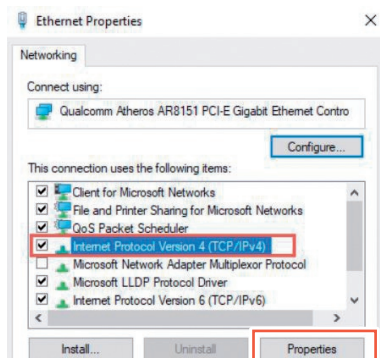 Ethernet Properties
Networking
Connect using:
Qualcomm Atheros AR8151 PCI-E Gigabit Ethernet Contro
Configure...
This connection uses the following items:
Client for Microsoft Networks
File and Printer Sharing for Microsoft Networks
QoS Packet Scheduler
Internet Protocol Version 4 (TCP/IPv4)
Microsoft Network Adapter Multiplexor Protocol
Microsoft LLDP Protocol Driver
Internet Protocol Version 6 (TCP/IPv6)
Install... Uninstall Properties